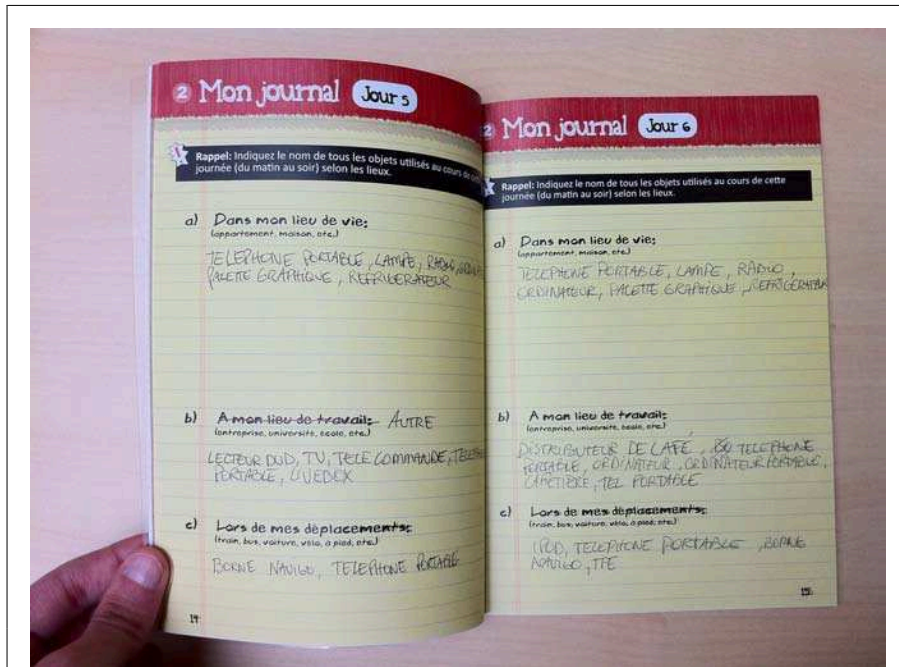 2 Mon journal Jour 5
Rappel: Indiquez le nom de tous les objets utilisés au cours de cette
journée (du matin au soir) selon les lieux.
a) Dans mon lieu de vie:
(appartement, maison, etc.)
TELEPHONE PORTABLE, LAMPE, RADIO,
PALETTE GRAPHIQUE, REFRIGERATEUR
b) A mon lieu de travail: AUTRE
(entreprise, université, école, etc.)
LECTEUR DVD, TV, TELECOMMANDE,
PORTABLE,
c) Lors de mes déplacements:
(train, bus, voiture, vélo, à pied, etc.)
BORNE NAVIGO, TELEPHONE PORTABLE
14
2 Mon journal Jour 6
Rappel: Indiquez le nom de tous les objets utilisés au cours de cette
journée (du matin au soir) selon les lieux.
a) Dans mon lieu de vie:
(appartement, maison, etc.)
TELEPHONE PORTABLE, LAMPE, RADIO,
ORDINATEUR, PALETTE GRAPHIQUE, REFRIGERATEUR
b) A mon lieu de travail:
(entreprise, université, école, etc.)
DISTRIBUTEUR DE CAFE, TELEPHONE
PORTABLE, ORDINATEUR, ORDINATEUR PORTABLE,
CAFETIERE, TEL PORTABLE
c) Lors de mes déplacements:
(train, bus, voiture, vélo, à pied, etc.)
IPOD, TELEPHONE PORTABLE, BORNE
NAVIGO,
15